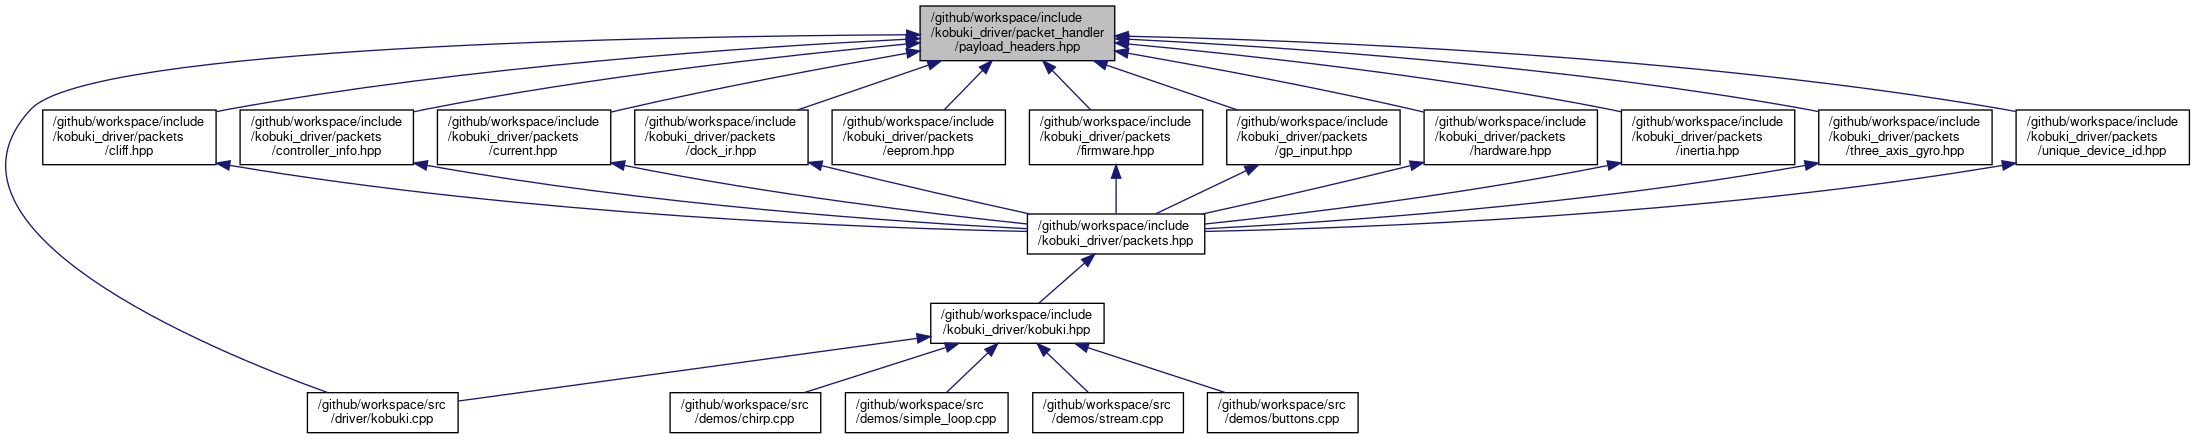 /github/workspace/include
/kobuki_driver/packet_handler
/payload_headers.hpp
/github/workspace/include
/kobuki_driver/packets
/cliff.hpp
/github/workspace/include
/kobuki_driver/packets
/controller_info.hpp
/github/workspace/include
/kobuki_driver/packets
/current.hpp
/github/workspace/include
/kobuki_driver/packets
/dock_ir.hpp
/github/workspace/include
/kobuki_driver/packets
/eeprom.hpp
/github/workspace/include
/kobuki_driver/packets
/firmware.hpp
/github/workspace/include
/kobuki_driver/packets
/gp_input.hpp
/github/workspace/include
/kobuki_driver/packets
/hardware.hpp
/github/workspace/include
/kobuki_driver/packets
/inertia.hpp
/github/workspace/include
/kobuki_driver/packets
/three_axis_gyro.hpp
/github/workspace/include
/kobuki_driver/packets
/unique_device_id.hpp
/github/workspace/include
/kobuki_driver/packets.hpp
/github/workspace/include
/kobuki_driver/kobuki.hpp
/github/workspace/src
/driver/kobuki.cpp
/github/workspace/src
/demos/chirp.cpp
/github/workspace/src
/demos/simple_loop.cpp
/github/workspace/src
/demos/stream.cpp
/github/workspace/src
/demos/buttons.cpp